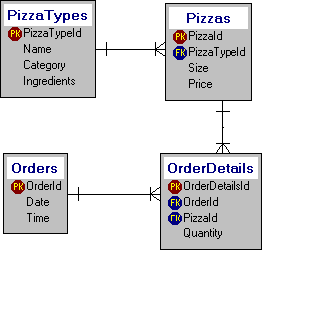 PizzaTypes
PK PizzaTypeId
Name
Category
Ingredients
Pizzas
PK PizzaId
FK PizzaTypeId
Size
Price
Orders
PK OrderId
Date
Time
OrderDetails
PK OrderDetailsId
FK OrderId
FK PizzaId
Quantity